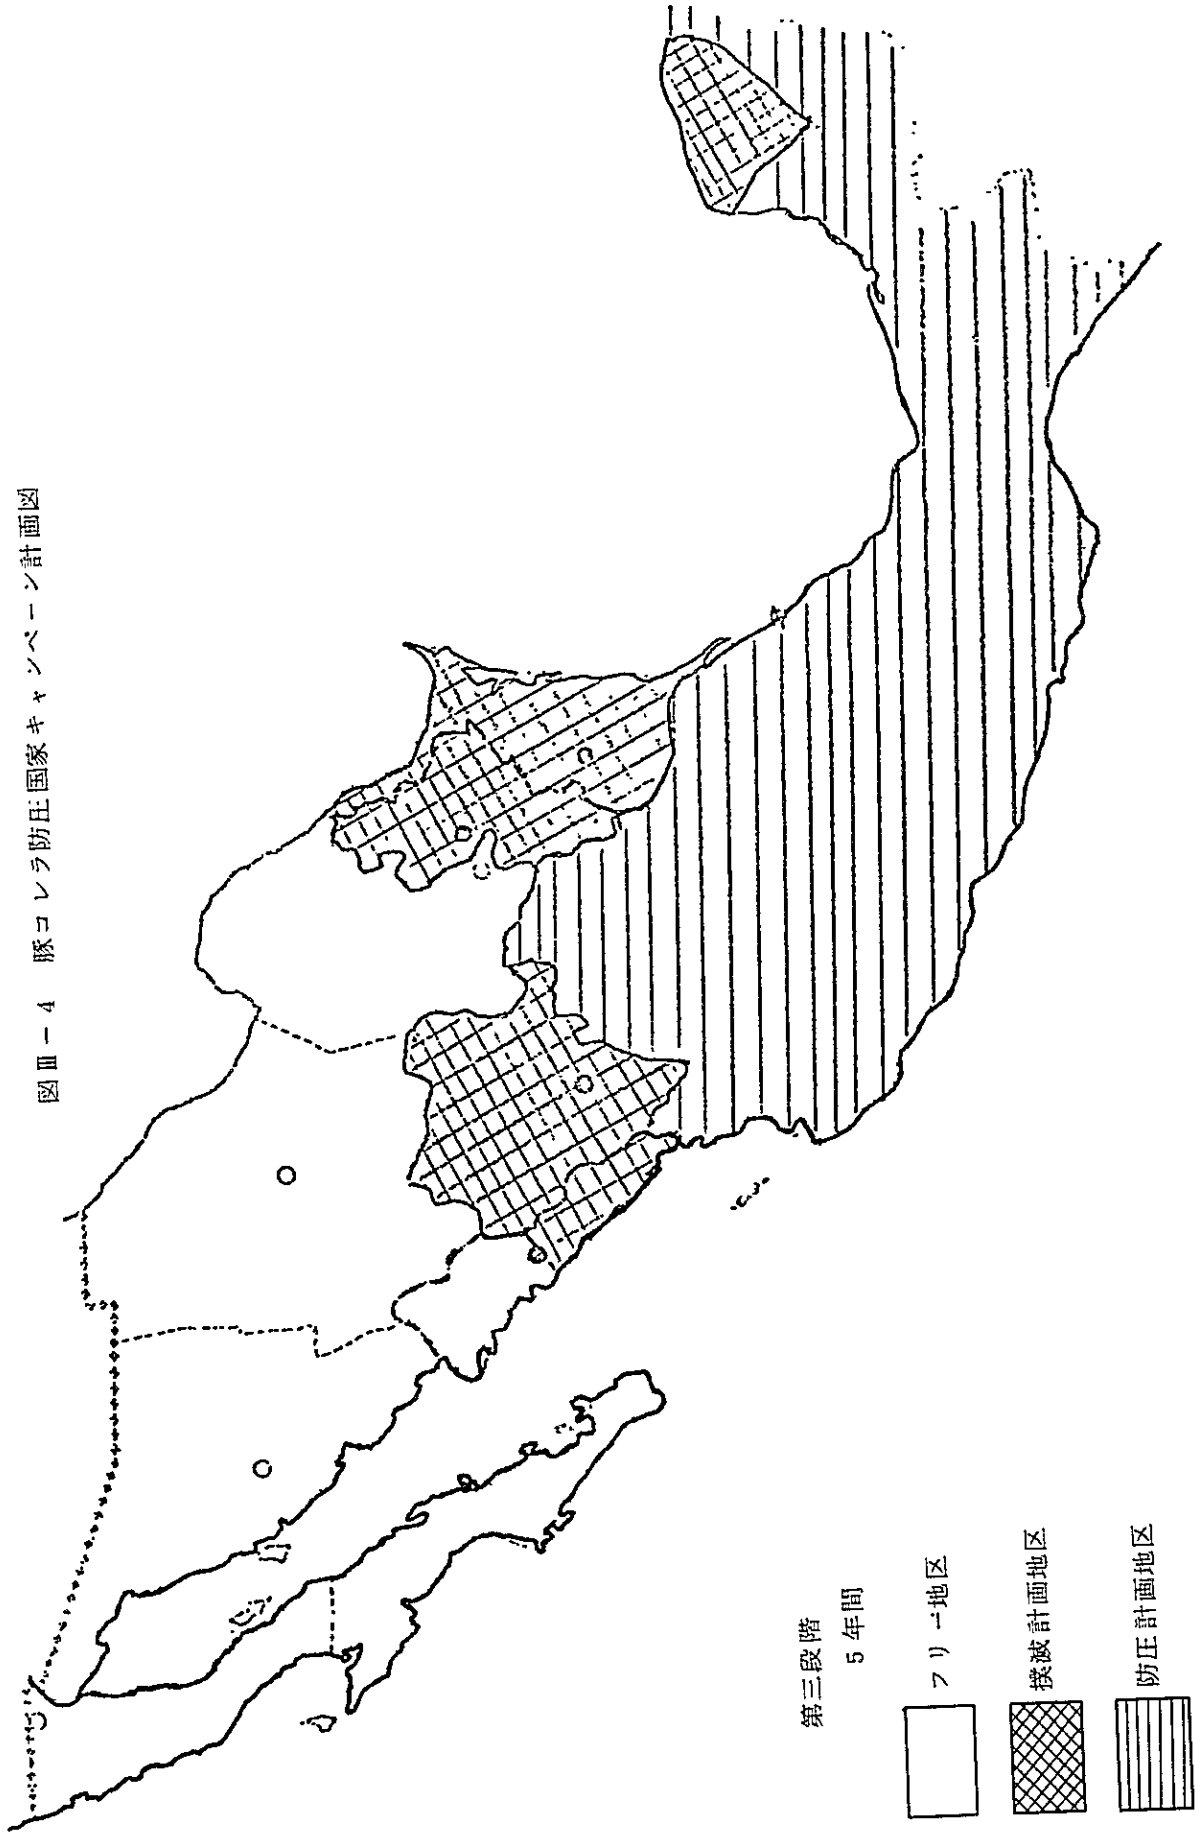 図Ⅲ－4　豚コレラ防圧国家キャンペーン計画図
第三段階
5年間
フリー地区
撲滅計画地区
防圧計画地区